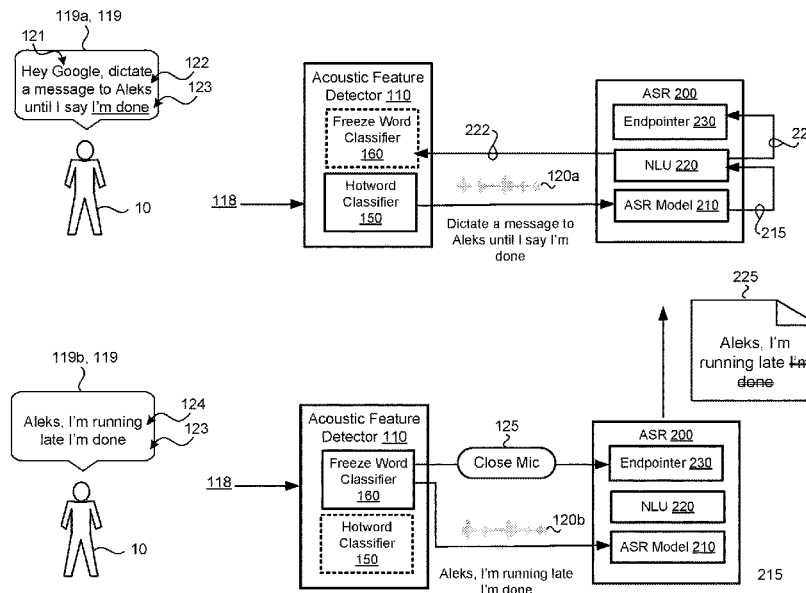 119a, 119
121
Hey Google, dictate
a message to Aleks
until I say I'm done
122
123
10
118
Acoustic Feature
Detector 110
Freeze Word
Classifier
160
Hotword
Classifier
150
222
120a
Dictate a message to
Aleks until I say I'm
done
ASR 200
Endpointer 230
NLU 220
ASR Model 210
22
215
225
Aleks, I'm
running late I'm
done
119b, 119
Aleks, I'm running
late I'm done
124
123
10
118
Acoustic Feature
Detector 110
Freeze Word
Classifier
160
Hotword
Classifier
150
125
Close Mic
120b
Aleks, I'm running late
I'm done
ASR 200
Endpointer 230
NLU 220
ASR Model 210
215